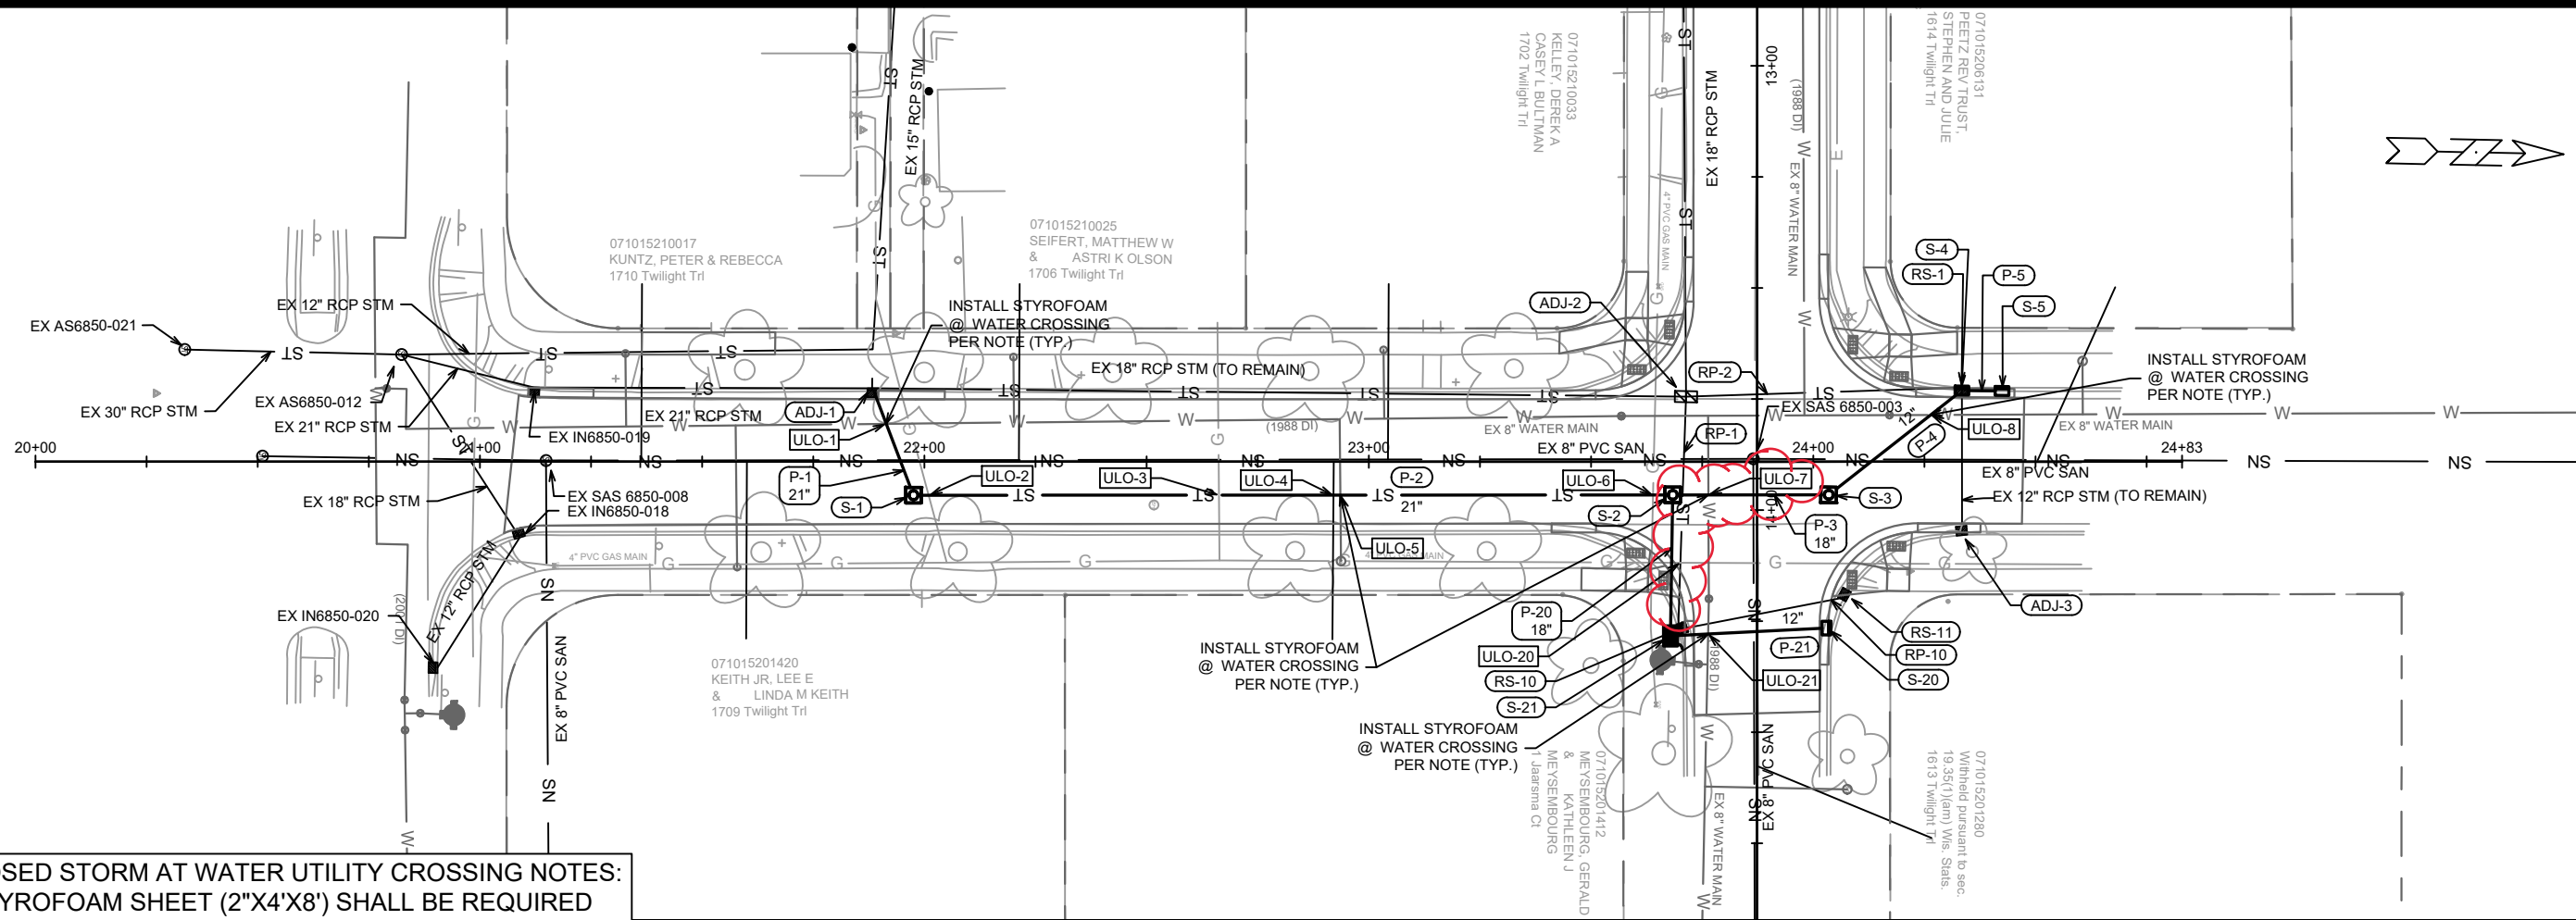 071015210033
KELLEY, DEREK A
CASEY L BULTMAN
1702 Twilight Trl
071015206131
PEETZ REV TRUST,
STEPHEN AND JULIE
1614 Twilight Trl
EX 15" RCP STM
EX 18" RCP STM
13+00
(1988 DI)
EX 8" WATER MAIN
4" PVC GAS MAIN
071015210017
KUNTZ, PETER & REBECCA
1710 Twilight Trl
071015210025
SEIFERT, MATTHEW W
& ASTRI K OLSON
1706 Twilight Trl
S-4
RS-1
P-5
S-5
EX AS6850-021
EX 12" RCP STM
INSTALL STYROFOAM
@ WATER CROSSING
PER NOTE (TYP.)
ADJ-2
EX 18" RCP STM (TO REMAIN)
RP-2
INSTALL STYROFOAM
@ WATER CROSSING
PER NOTE (TYP.)
EX 30" RCP STM
EX AS6850-012
EX 21" RCP STM
EX IN6850-019
EX 21" RCP STM
ADJ-1
ULO-1
(1988 DI)
EX 8" WATER MAIN
RP-1
EX SAS 6850-003
12"
P-4
ULO-8
EX 8" WATER MAIN
20+00
21+00
22+00
23+00
24+00
24+83
EX 8" PVC SAN
EX 8" PVC SAN
EX 18" RCP STM
EX SAS 6850-008
EX IN6850-018
P-1
21"
S-1
ULO-2
ULO-3
ULO-4
P-2
21"
ULO-5
ULO-6
ULO-7
S-2
S-3
14+00
P-3
18"
EX 12" RCP STM (TO REMAIN)
4" PVC GAS MAIN
EX IN6850-020
EX 12" RCP STM
EX 8" PVC SAN
071015201420
KEITH JR, LEE E
& LINDA M KEITH
1709 Twilight Trl
INSTALL STYROFOAM
@ WATER CROSSING
PER NOTE (TYP.)
P-20
18"
ULO-20
RS-10
S-21
12"
P-21
ULO-21
(1988 DI)
RS-11
RP-10
S-20
ADJ-3
INSTALL STYROFOAM
@ WATER CROSSING
PER NOTE (TYP.)
071015201412
MEYSEMBOURG, GERALD
& KATHLEEN J
MEYSEMBOURG
1 Jaarsma Ct
EX 8" WATER MAIN
EX 8" PVC SAN
071015201280
Withheld pursuant to sec.
19.35(1)(am) Wis. Stats.
1613 Twilight Trl
SED STORM AT WATER UTILITY CROSSING NOTES:
YROFOAM SHEET (2"X4'X8') SHALL BE REQUIRED